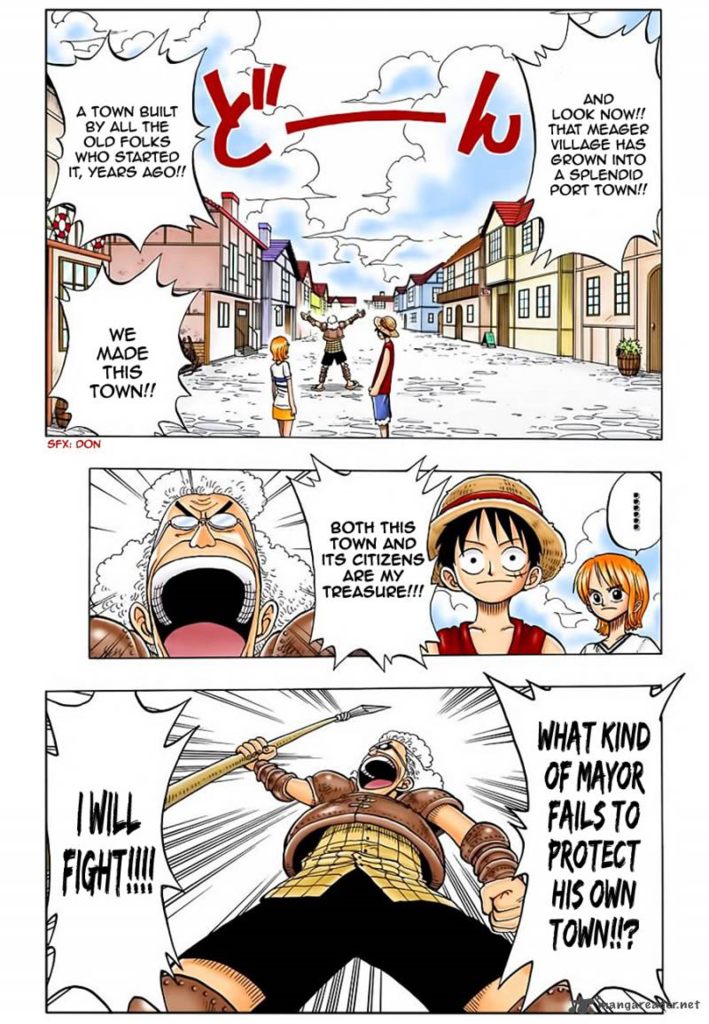 AND
LOOK NOW!!
THAT MEAGER
VILLAGE HAS
GROWN INTO
A SPLENDID
PORT TOWN!!
どーん
A TOWN BUILT
BY ALL THE
OLD FOLKS
WHO STARTED
IT, YEARS AGO!!
WE
MADE
THIS
TOWN!!
SFX: DON
BOTH THIS
TOWN AND
ITS CITIZENS
ARE MY
TREASURE!!!
......
WHAT KIND
OF MAYOR
FAILS TO
PROTECT
HIS OWN
TOWN!!?
I WILL
FIGHT!!!!
mangareader.net